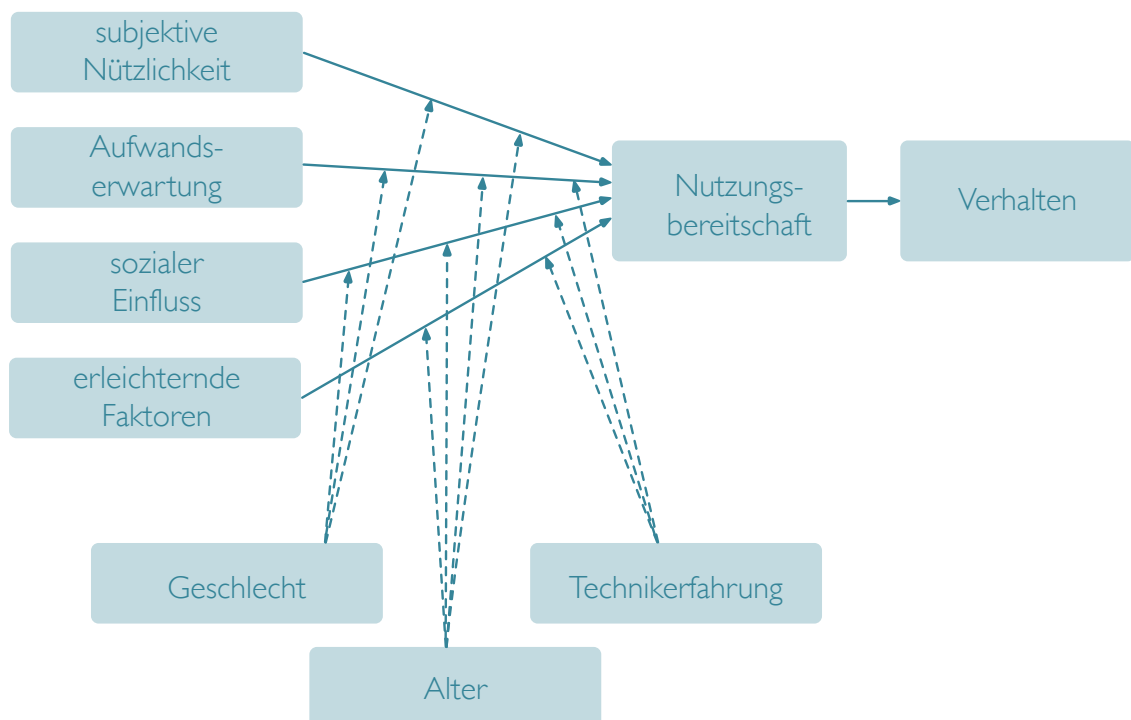 subjektive
Nützlichkeit
Aufwands-
erwartung
sozialer
Einfluss
erleichternde
Faktoren
Nutzungs-
bereitschaft
Verhalten
Geschlecht
Technikerfahrung
Alter